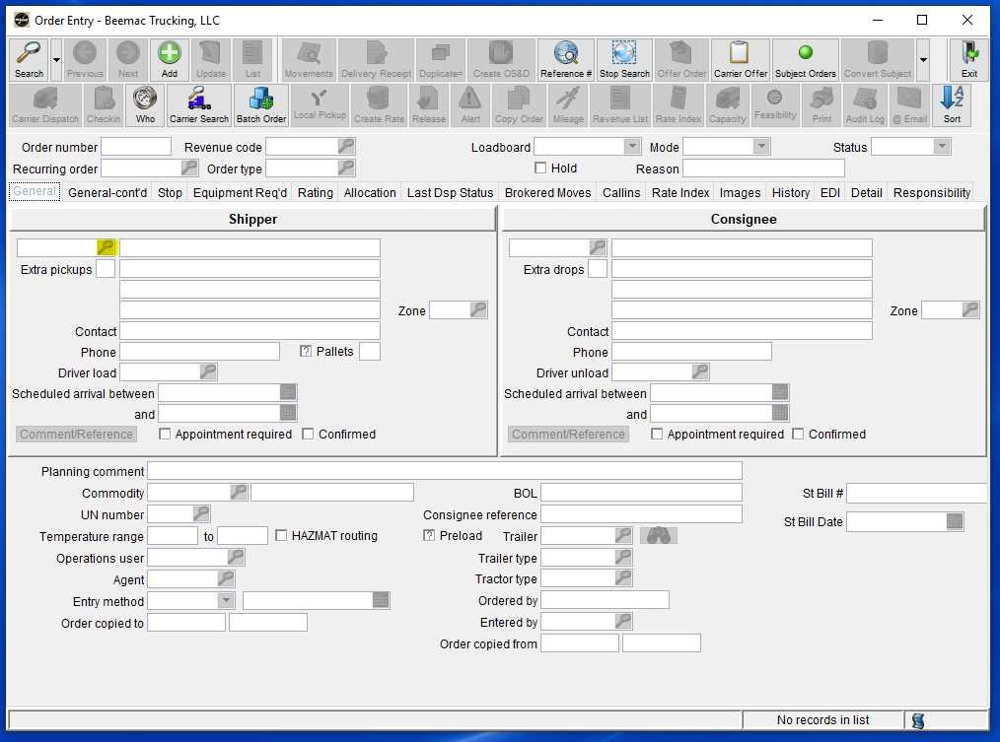 Order Entry - Beemac Trucking, LLC
Search Previous Next Add Update List Movements Delivery Receipt Duplicate= Create OS&D Reference # Stop Search Offer Order Carrier Offer Subject Orders Convert Subject Exit
Carrier Dispatch Checkin Who Carrier Search Batch Order Local Pickup Create Rate Release Alert Copy Order Mileage Revenue List Rate Index Capacity Feasibility Print Audit Log @ Email Sort
Order number Revenue code Loadboard Mode Status
Recurring order Order type Hold Reason
General General-cont'd Stop Equipment Req'd Rating Allocation Last Dsp Status Brokered Moves Callins Rate Index Images History EDI Detail Responsibility
Shipper
Extra pickups
Zone
Contact
Phone ? Pallets
Driver load
Scheduled arrival between
and
Comment/Reference Appointment required Confirmed
Consignee
Extra drops
Zone
Contact
Phone
Driver unload
Scheduled arrival between
and
Comment/Reference Appointment required Confirmed
Planning comment
Commodity BOL St Bill #
UN number Consignee reference St Bill Date
Temperature range to HAZMAT routing ? Preload Trailer
Operations user Trailer type
Agent Tractor type
Entry method Ordered by
Order copied to Entered by
Order copied from
No records in list